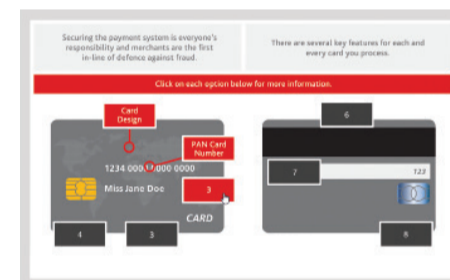 Securing the payment system is everyone's
responsibility and merchants are the first
in-line of defence against fraud.
There are several key features for each and
every card you process.
Click on each option below for more information.
Card
Design
PAN Card
Number
1234 0000 0000 0000
Miss Jane Doe
3
CARD
4
3
6
7
123
8